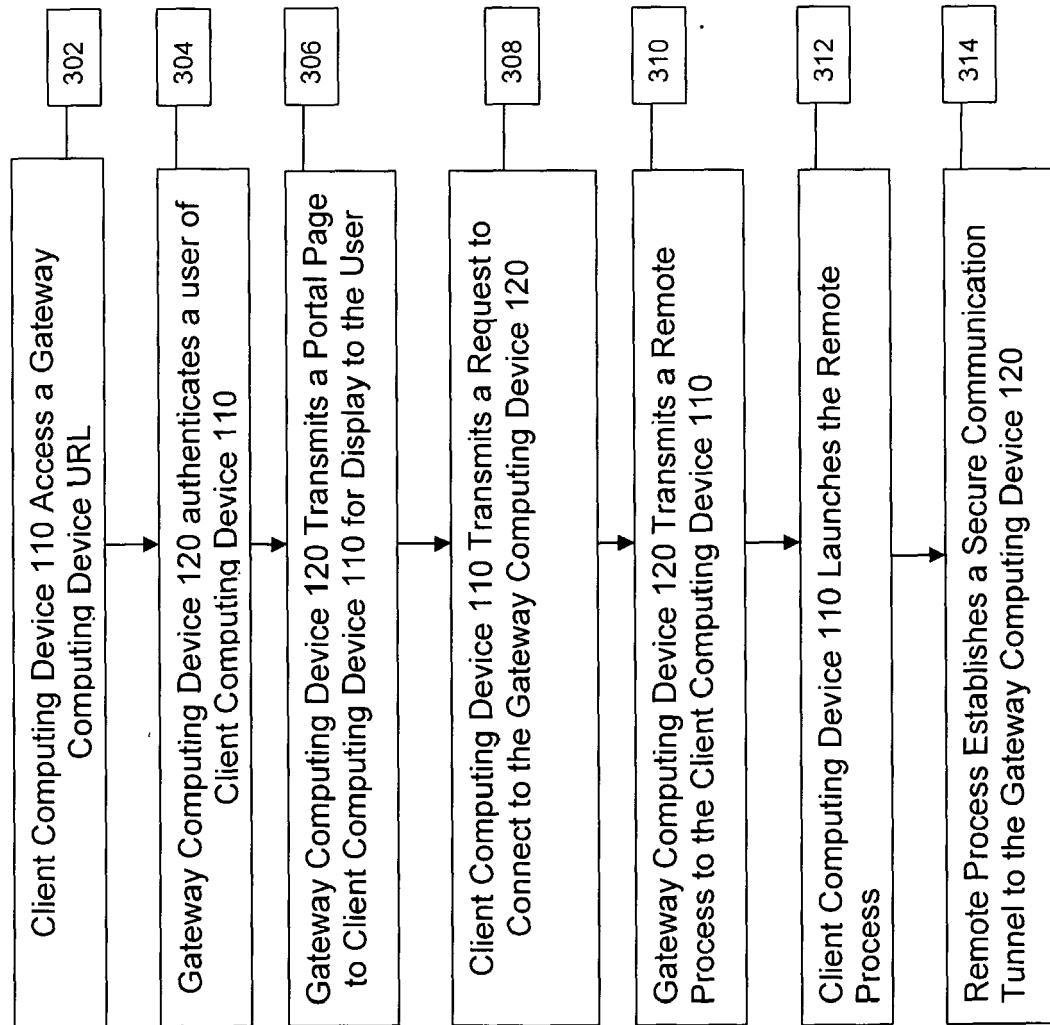 Client Computing Device 110 Access a Gateway
Computing Device URL
302
Gateway Computing Device 120 authenticates a user of
Client Computing Device 110
304
Gateway Computing Device 120 Transmits a Portal Page
to Client Computing Device 110 for Display to the User
306
Client Computing Device 110 Transmits a Request to
Connect to the Gateway Computing Device 120
308
Gateway Computing Device 120 Transmits a Remote
Process to the Client Computing Device 110
310
Client Computing Device 110 Launches the Remote
Process
312
Remote Process Establishes a Secure Communication
Tunnel to the Gateway Computing Device 120
314